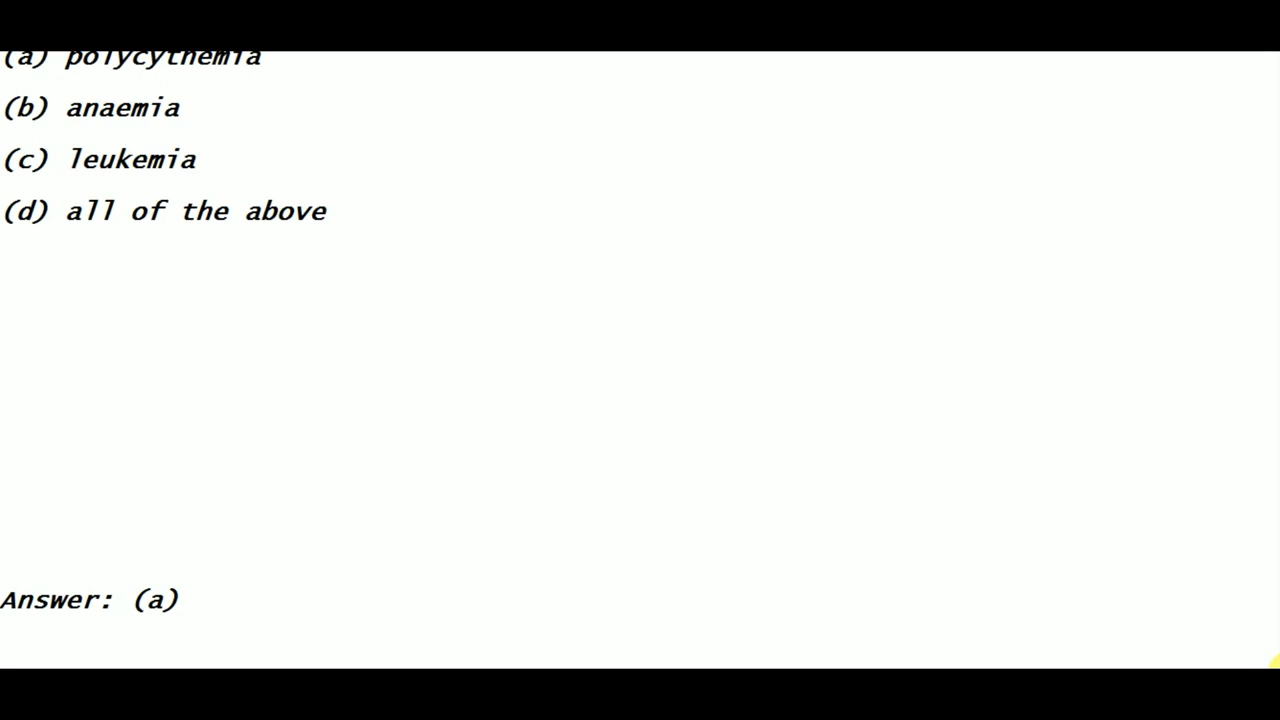 (a) polycythemia
(b) anaemia
(c) leukemia
(d) all of the above
Answer: (a)